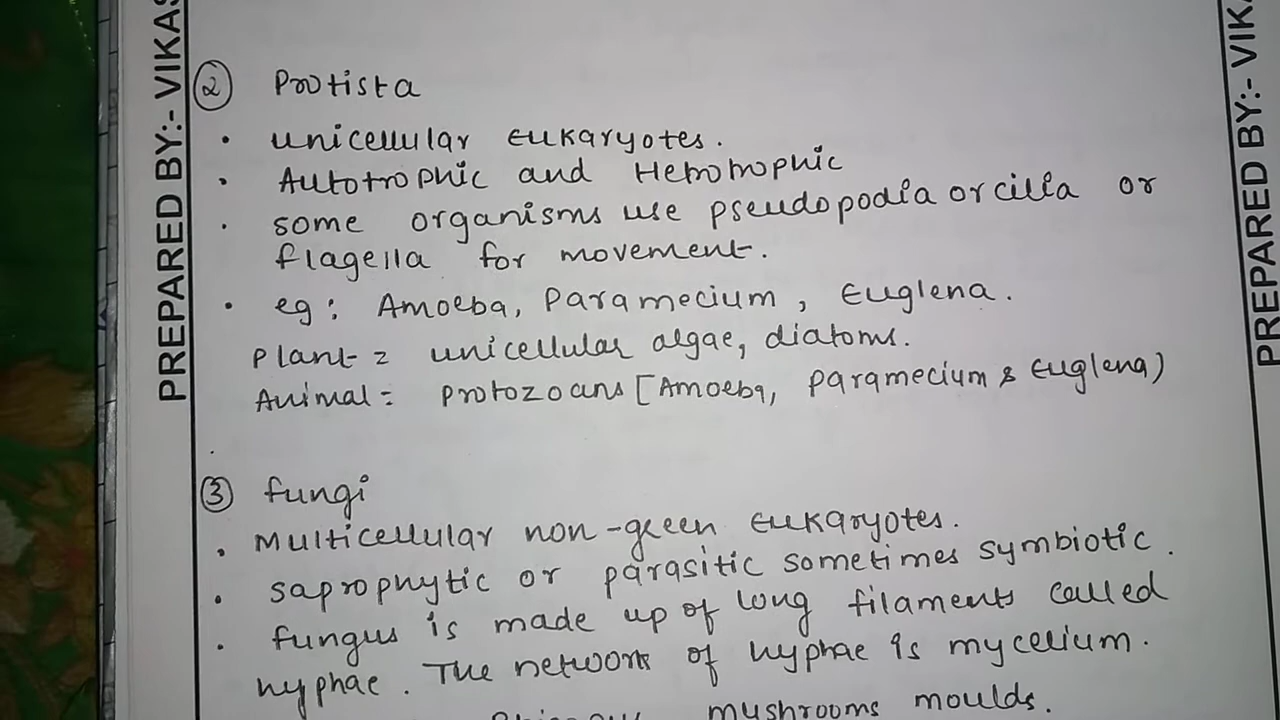 PREPARED BY:- VIKAS
② Protista
• unicellular eukaryotes.
• Autotrophic and Hetrotrophic
• some organisms use pseudopodia or cilia or
flagella for movement.
• eg: Amoeba, Paramecium, Euglena.
Plant = unicellular algae, diatoms.
Animal = protozoans [Amoeba, paramecium & Euglena)
③ fungi
• Multicellular non-green eukaryotes.
• saprophytic or parasitic sometimes symbiotic.
• fungus is made up of long filaments called
hyphae. The network of hyphae is mycelium.
mushrooms moulds.
PREPARED BY:- VIK